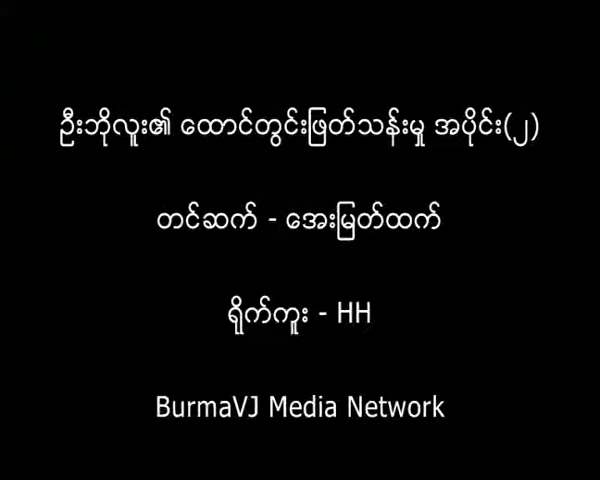 ဦးဘိုလူး၏ ထောင်တွင်းဖြတ်သန်းမှု အပိုင်း(၂)
တင်ဆက် - အေးမြတ်ထက်
ရိုက်ကူး - HH
BurmaVJ Media Network